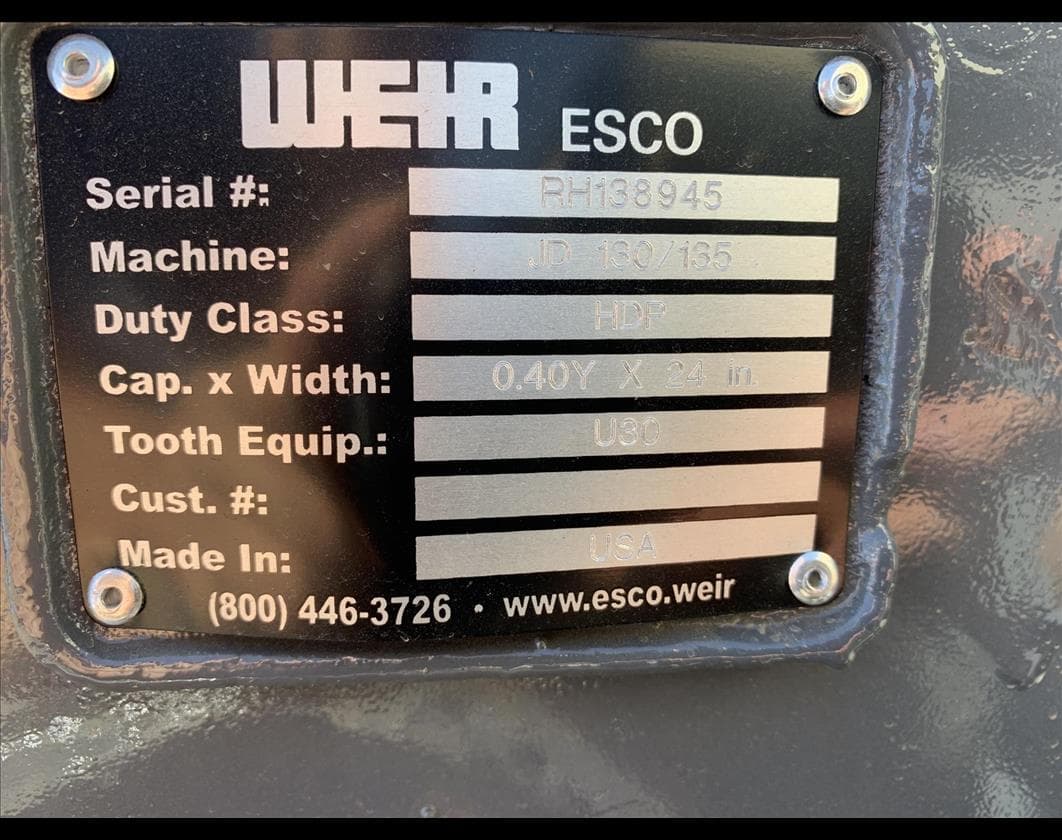 WEIR ESCO
Serial #: RH138945
Machine: JD 130/135
Duty Class: HDP
Cap. x Width: 0.40Y X 24 in.
Tooth Equip.: U30
Cust. #:
Made In: USA
(800) 446-3726 • www.esco.weir